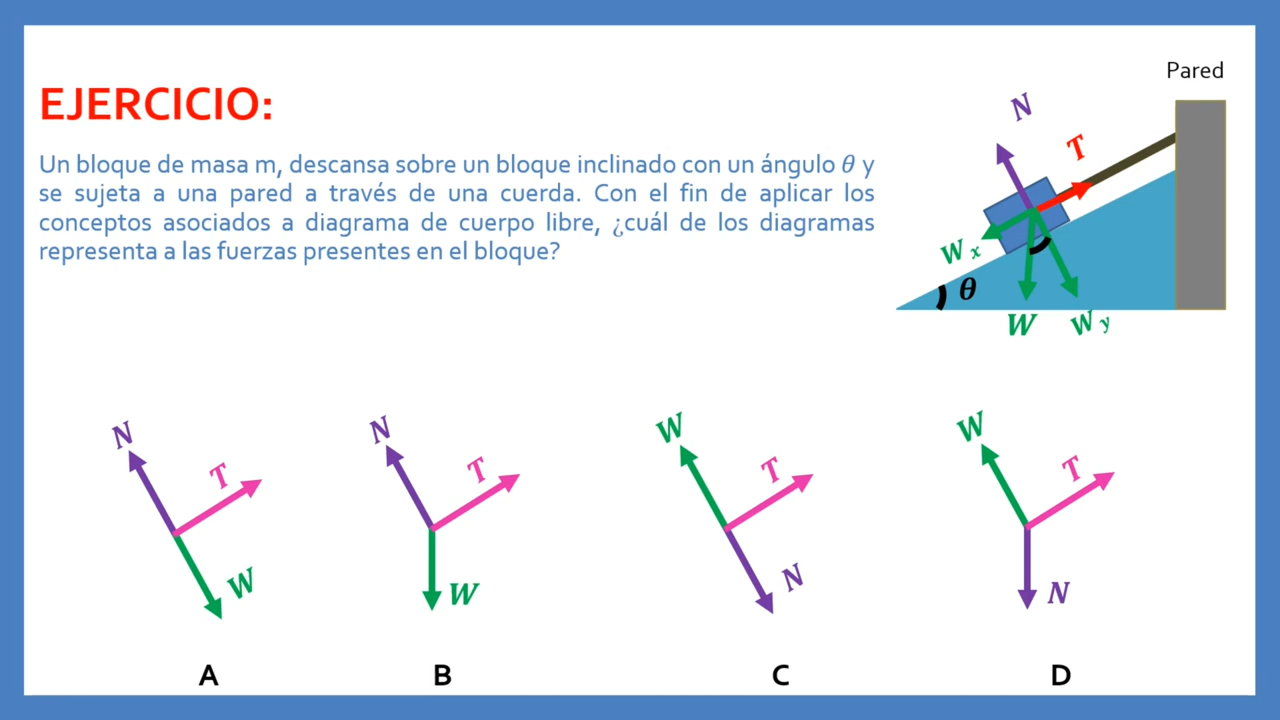 Pared
EJERCICIO:
Un bloque de masa m, descansa sobre un bloque inclinado con un ángulo θ y
se sujeta a una pared a través de una cuerda. Con el fin de aplicar los
conceptos asociados a diagrama de cuerpo libre, ¿cuál de los diagramas
representa a las fuerzas presentes en el bloque?
N
T
W x
θ
W
W y
N
T
W
N
T
W
W
T
N
W
T
N
A
B
C
D